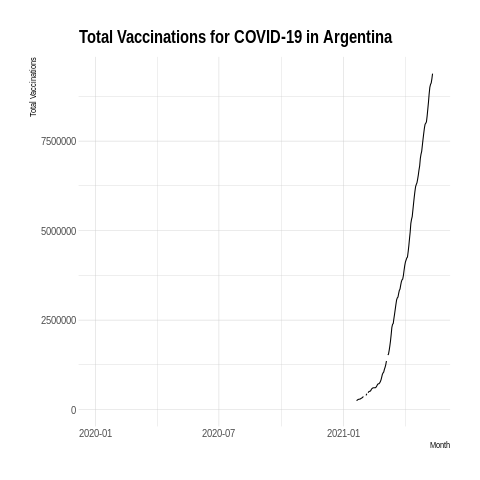 Total Vaccinations for COVID-19 in Argentina
Total Vaccinations
7500000
5000000
2500000
0
2020-01
2020-07
2021-01
Month